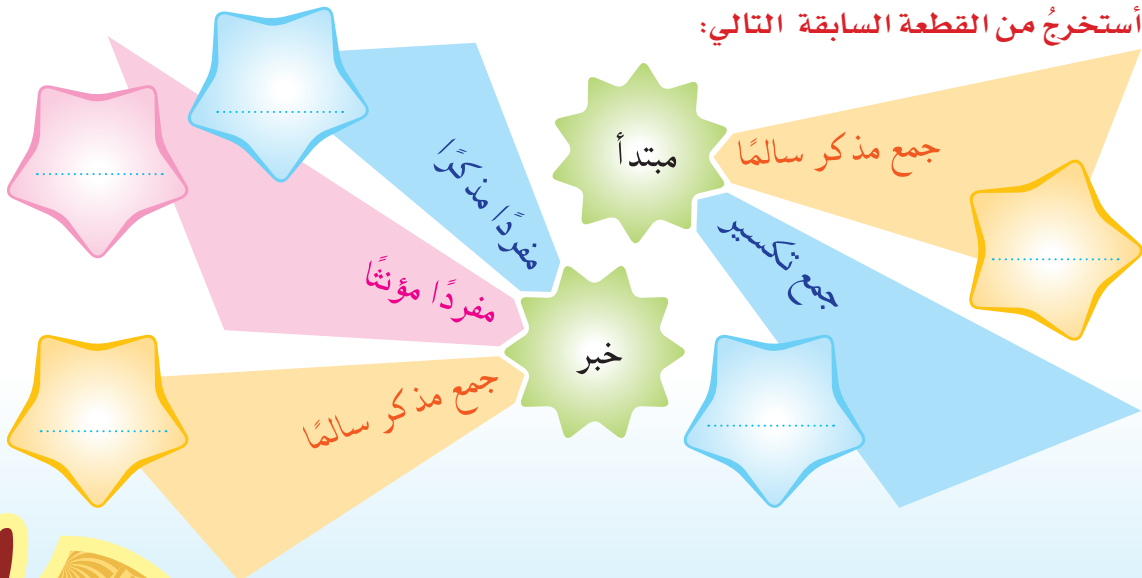 أستخرجُ من القطعة السابقة التالي:
مبتدأ
جمع مذكر سالمًا
جمع تكسير
خبر
مفردًا مذكرًا
مفردًا مؤنثًا
جمع مذكر سالمًا